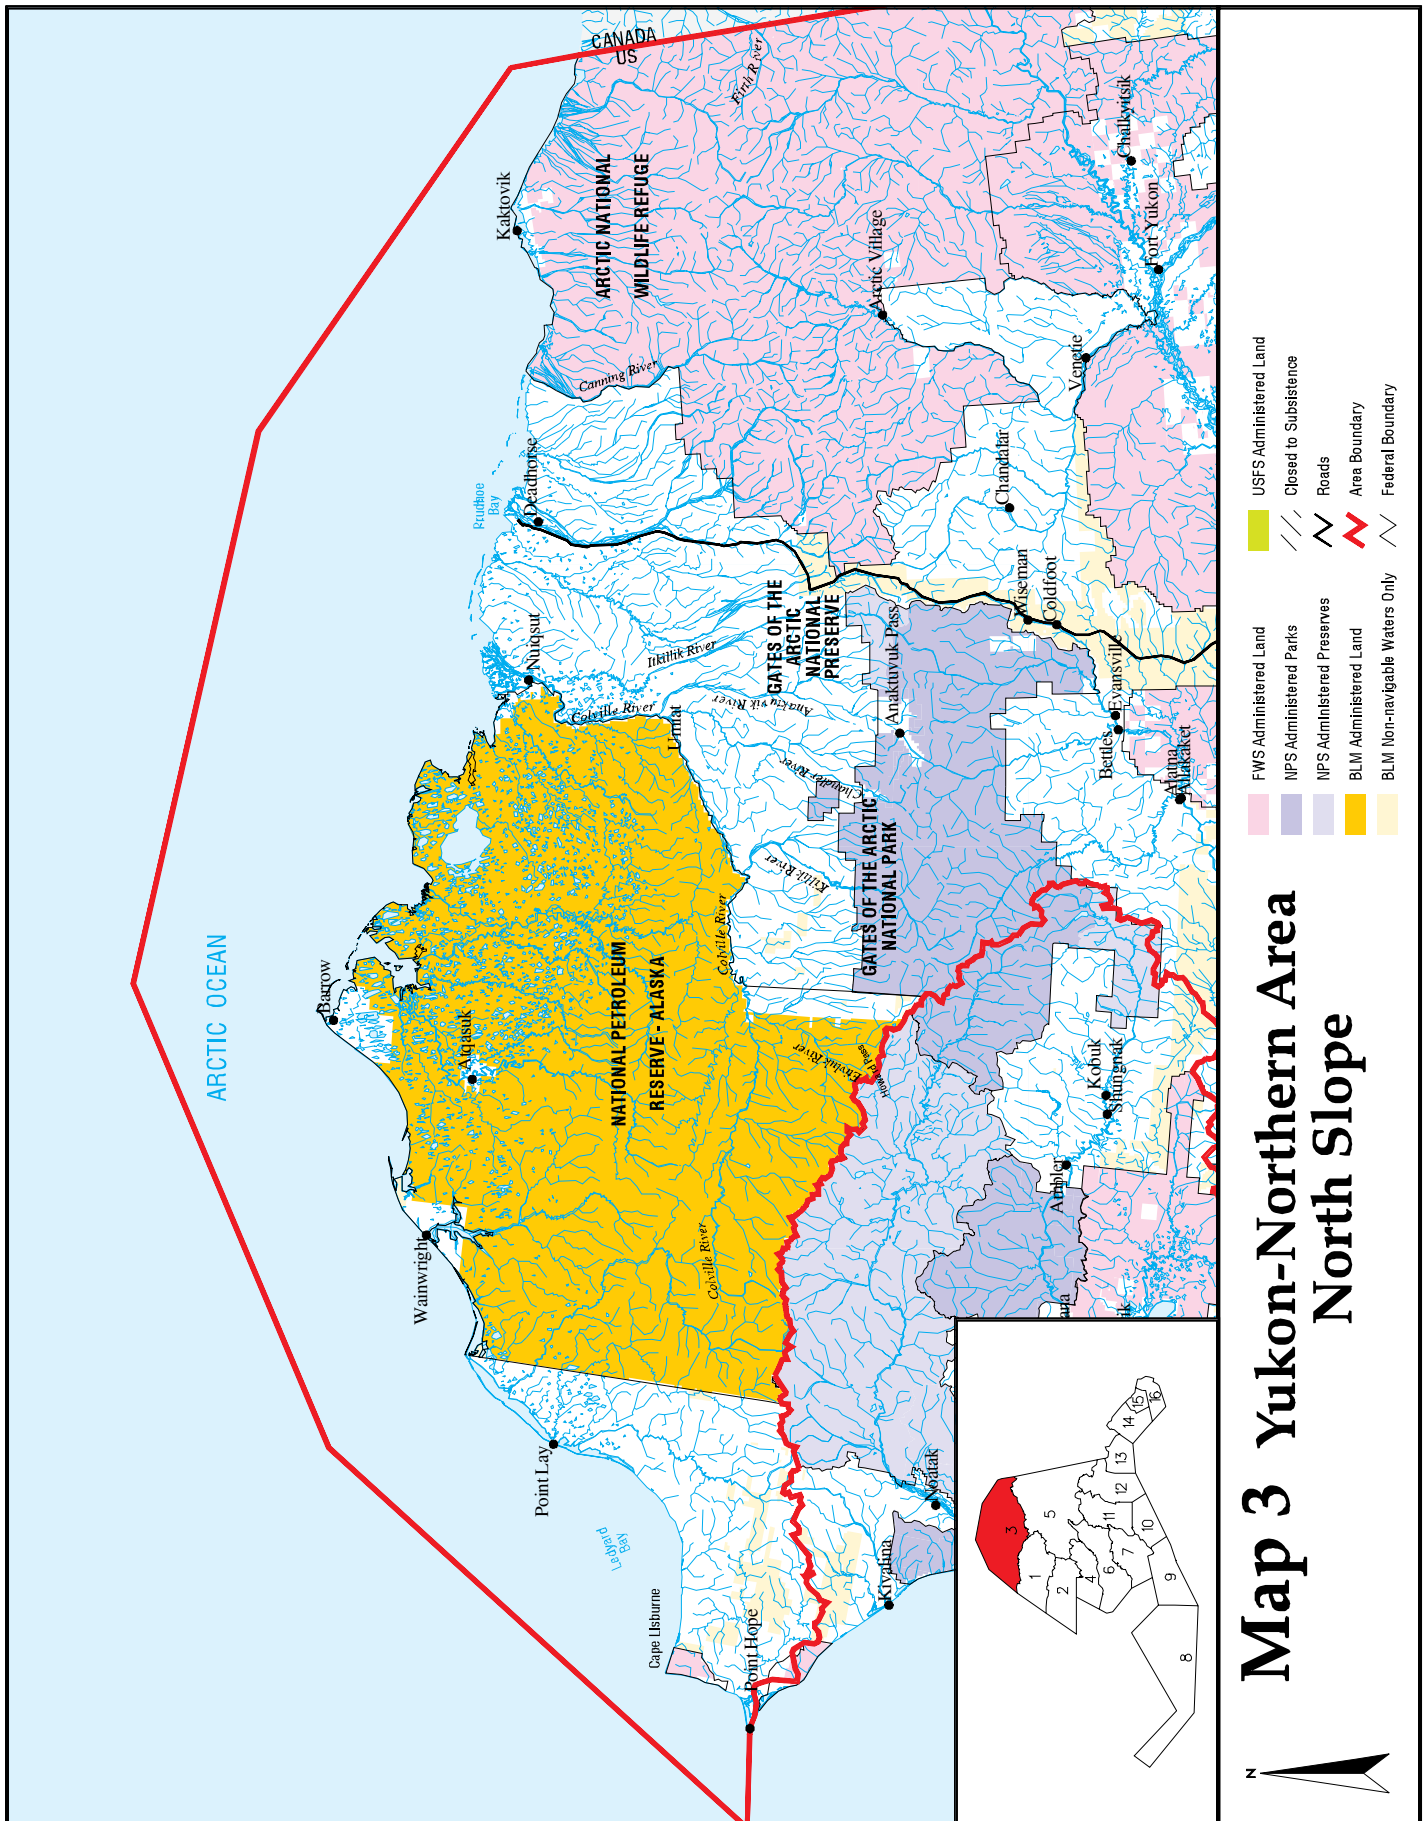 ARCTIC OCEAN
CANADA
US
Firth River
Kaktovik
ARCTIC NATIONAL
WILDLIFE REFUGE
Canning River
Arctic Village
Chalkyitsik
Fort Yukon
Venetie
Chandalar
Prudhoe
Bay
Deadhorse
Nuiqsut
Itkillik River
Colville River
Umiat
Anaktuvik River
Chandler River
Killik River
GATES OF THE
ARCTIC
NATIONAL
PRESERVE
Anaktuvuk Pass
Wiseman
Coldfoot
Evansville
Bettles
Alatna
Allakaket
GATES OF THE ARCTIC
NATIONAL PARK
Barrow
Atqasuk
NATIONAL PETROLEUM
RESERVE - ALASKA
Colville River
Etivluk River
Howard Pass
Wainwright
Colville River
Kobuk
Shungnak
Ambler
ana
ik
Point Lay
Ledyard
Bay
Cape Lisburne
Point Hope
Kivalina
Noatak
1
2
3
4
5
6
7
8
9
10
11
12
13
14
15
16
N
Map 3 Yukon-Northern Area
North Slope
FWS Administered Land
NPS Administered Parks
NPS Administered Preserves
BLM Administered Land
BLM Non-navigable Waters Only
USFS Administered Land
Closed to Subsistence
Roads
Area Boundary
Federal Boundary